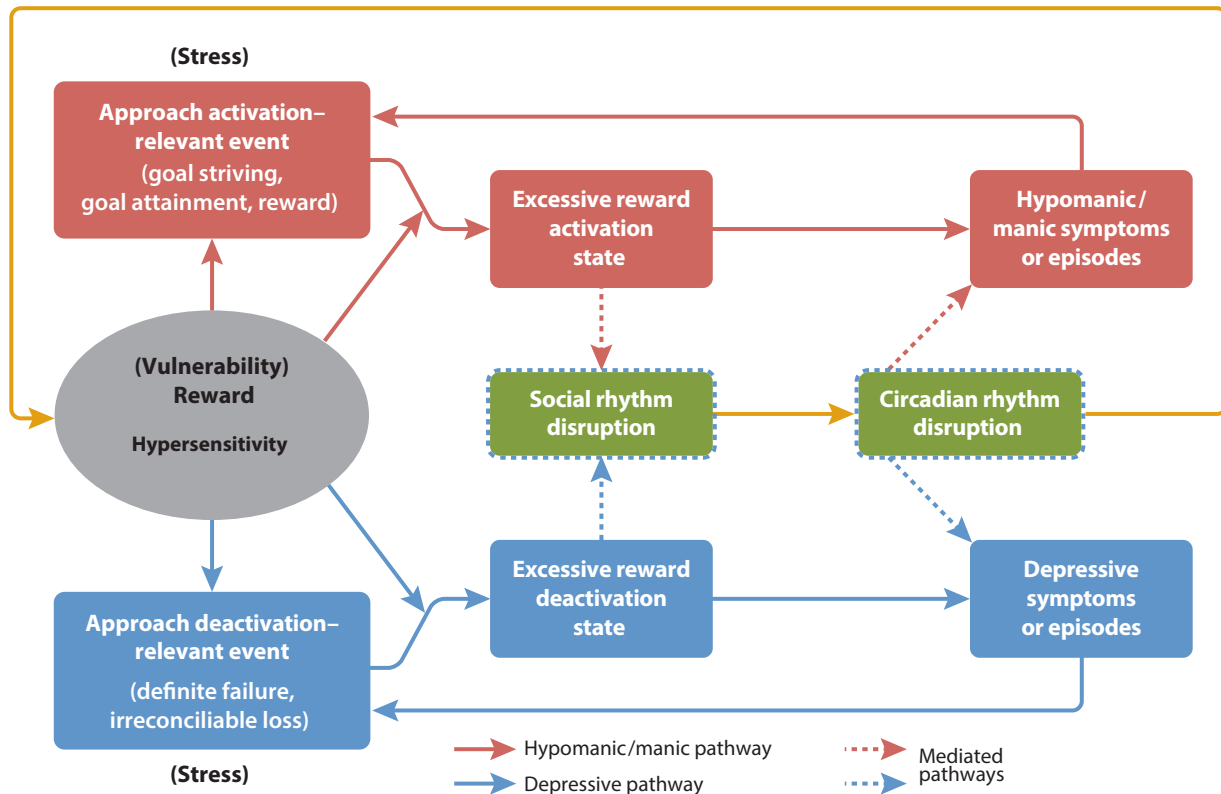 (Stress)
Approach activation–
relevant event
(goal striving,
goal attainment, reward)
Excessive reward
activation
state
Hypomanic/
manic symptoms
or episodes
(Vulnerability)
Reward
Hypersensitivity
Social rhythm
disruption
Circadian rhythm
disruption
Approach deactivation–
relevant event
(definite failure,
irreconciliable loss)
(Stress)
Excessive reward
deactivation
state
Depressive
symptoms
or episodes
Hypomanic/manic pathway
Depressive pathway
Mediated
pathways